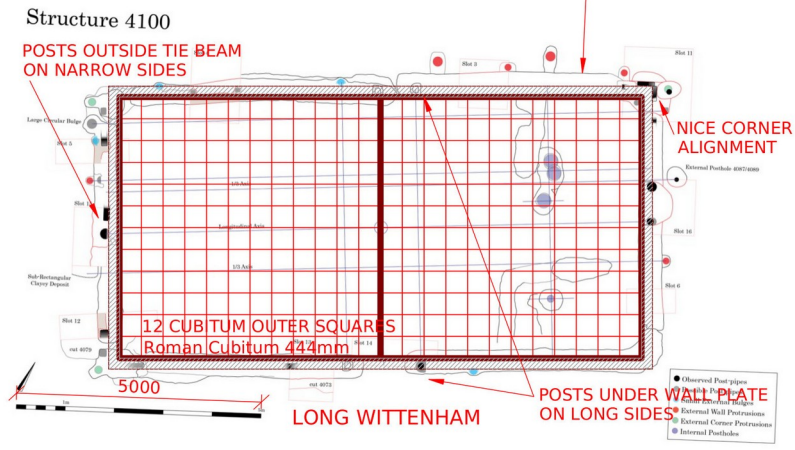 Structure 4100
POSTS OUTSIDE TIE BEAM
ON NARROW SIDES
Slot 3
Slot 11
Large Circular Bulge
Slot 5
NICE CORNER
ALIGNMENT
External Posthole 4087/4089
1/3 Axis
Slot 1
Longitudinal Axis
Slot 16
1/3 Axis
Sub-Rectangular
Clayey Deposit
Slot 6
Slot 12
12 CUBITUM OUTER SQUARES
Roman Cubitum 444mm
Slot 14
cut 4079
cut 4073
5000
1m
LONG WITTENHAM
POSTS UNDER WALL PLATE
ON LONG SIDES
Observed Post-pipes
External Wall Protrusions
External Corner Protrusions
Internal Postholes